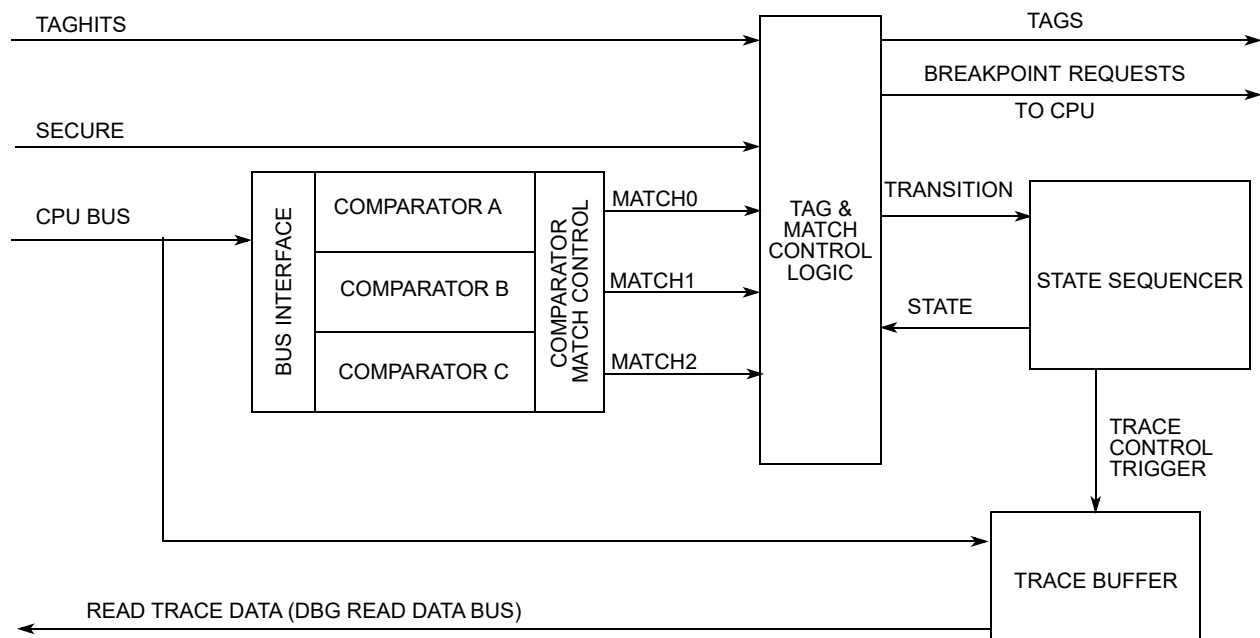 TAGHITS
TAGS
BREAKPOINT REQUESTS
TO CPU
SECURE
CPU BUS
BUS INTERFACE
COMPARATOR A
COMPARATOR B
COMPARATOR C
COMPARATOR
MATCH CONTROL
MATCH0
MATCH1
MATCH2
TAG &
MATCH
CONTROL
LOGIC
TRANSITION
STATE
STATE SEQUENCER
TRACE
CONTROL
TRIGGER
TRACE BUFFER
READ TRACE DATA (DBG READ DATA BUS)